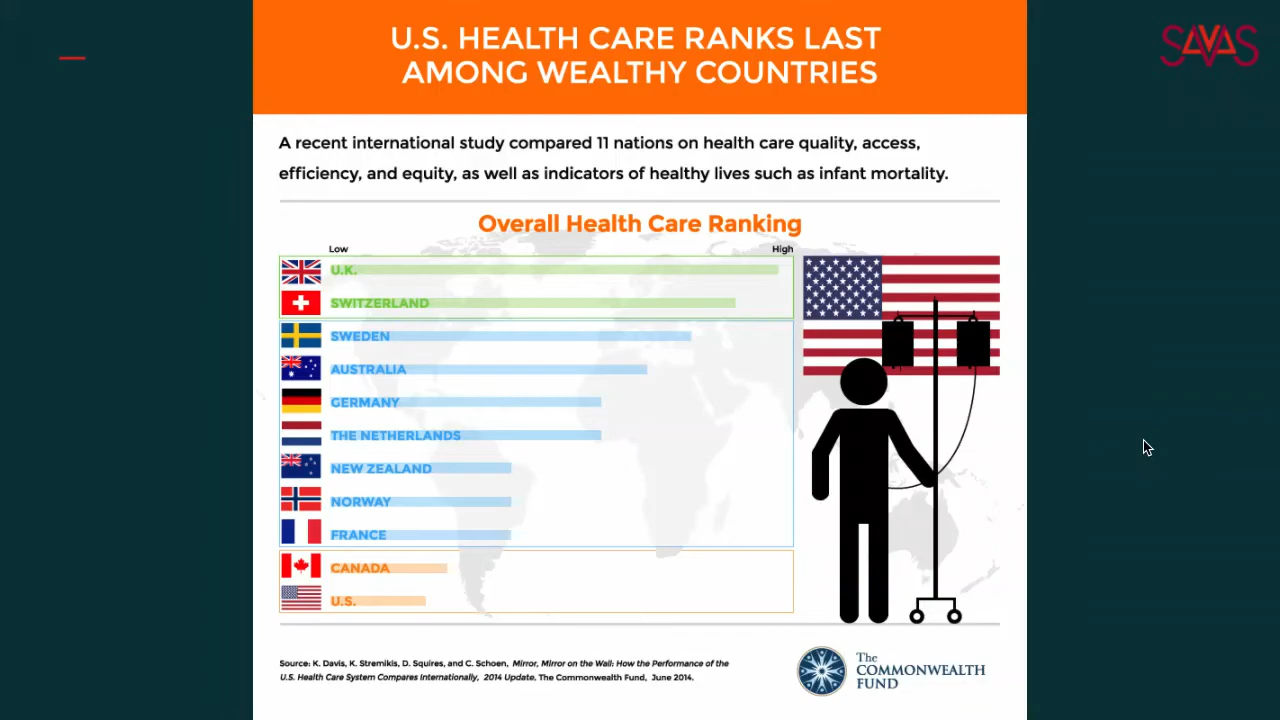 U.S. HEALTH CARE RANKS LAST
AMONG WEALTHY COUNTRIES
SAVAS
A recent international study compared 11 nations on health care quality, access,
efficiency, and equity, as well as indicators of healthy lives such as infant mortality.
Overall Health Care Ranking
Low
High
U.K.
SWITZERLAND
SWEDEN
AUSTRALIA
GERMANY
THE NETHERLANDS
NEW ZEALAND
NORWAY
FRANCE
CANADA
U.S.
Source: K. Davis, K. Stremikis, D. Squires, and C. Schoen, Mirror, Mirror on the Wall: How the Performance of the
U.S. Health Care System Compares Internationally, 2014 Update, The Commonwealth Fund, June 2014.
The
COMMONWEALTH
FUND